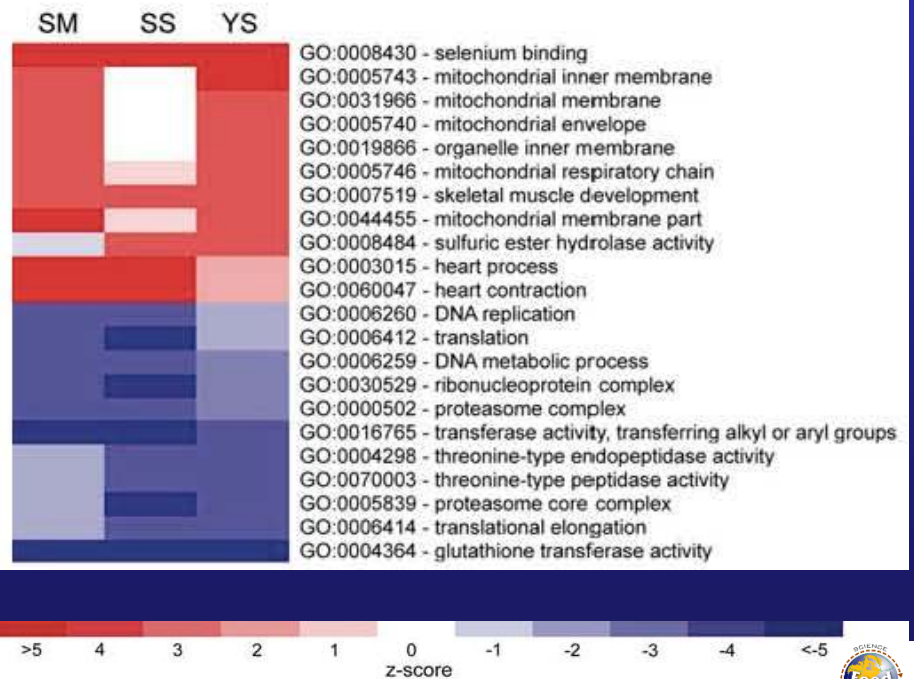 SM SS YS
GO:0008430 - selenium binding
GO:0005743 - mitochondrial inner membrane
GO:0031966 - mitochondrial membrane
GO:0005740 - mitochondrial envelope
GO:0019866 - organelle inner membrane
GO:0005746 - mitochondrial respiratory chain
GO:0007519 - skeletal muscle development
GO:0044455 - mitochondrial membrane part
GO:0008484 - sulfuric ester hydrolase activity
GO:0003015 - heart process
GO:0060047 - heart contraction
GO:0006260 - DNA replication
GO:0006412 - translation
GO:0006259 - DNA metabolic process
GO:0030529 - ribonucleoprotein complex
GO:0000502 - proteasome complex
GO:0016765 - transferase activity, transferring alkyl or aryl groups
GO:0004298 - threonine-type endopeptidase activity
GO:0070003 - threonine-type peptidase activity
GO:0005839 - proteasome core complex
GO:0006414 - translational elongation
GO:0004364 - glutathione transferase activity
>5 4 3 2 1 0 -1 -2 -3 -4 <-5
z-score
SCIENCE